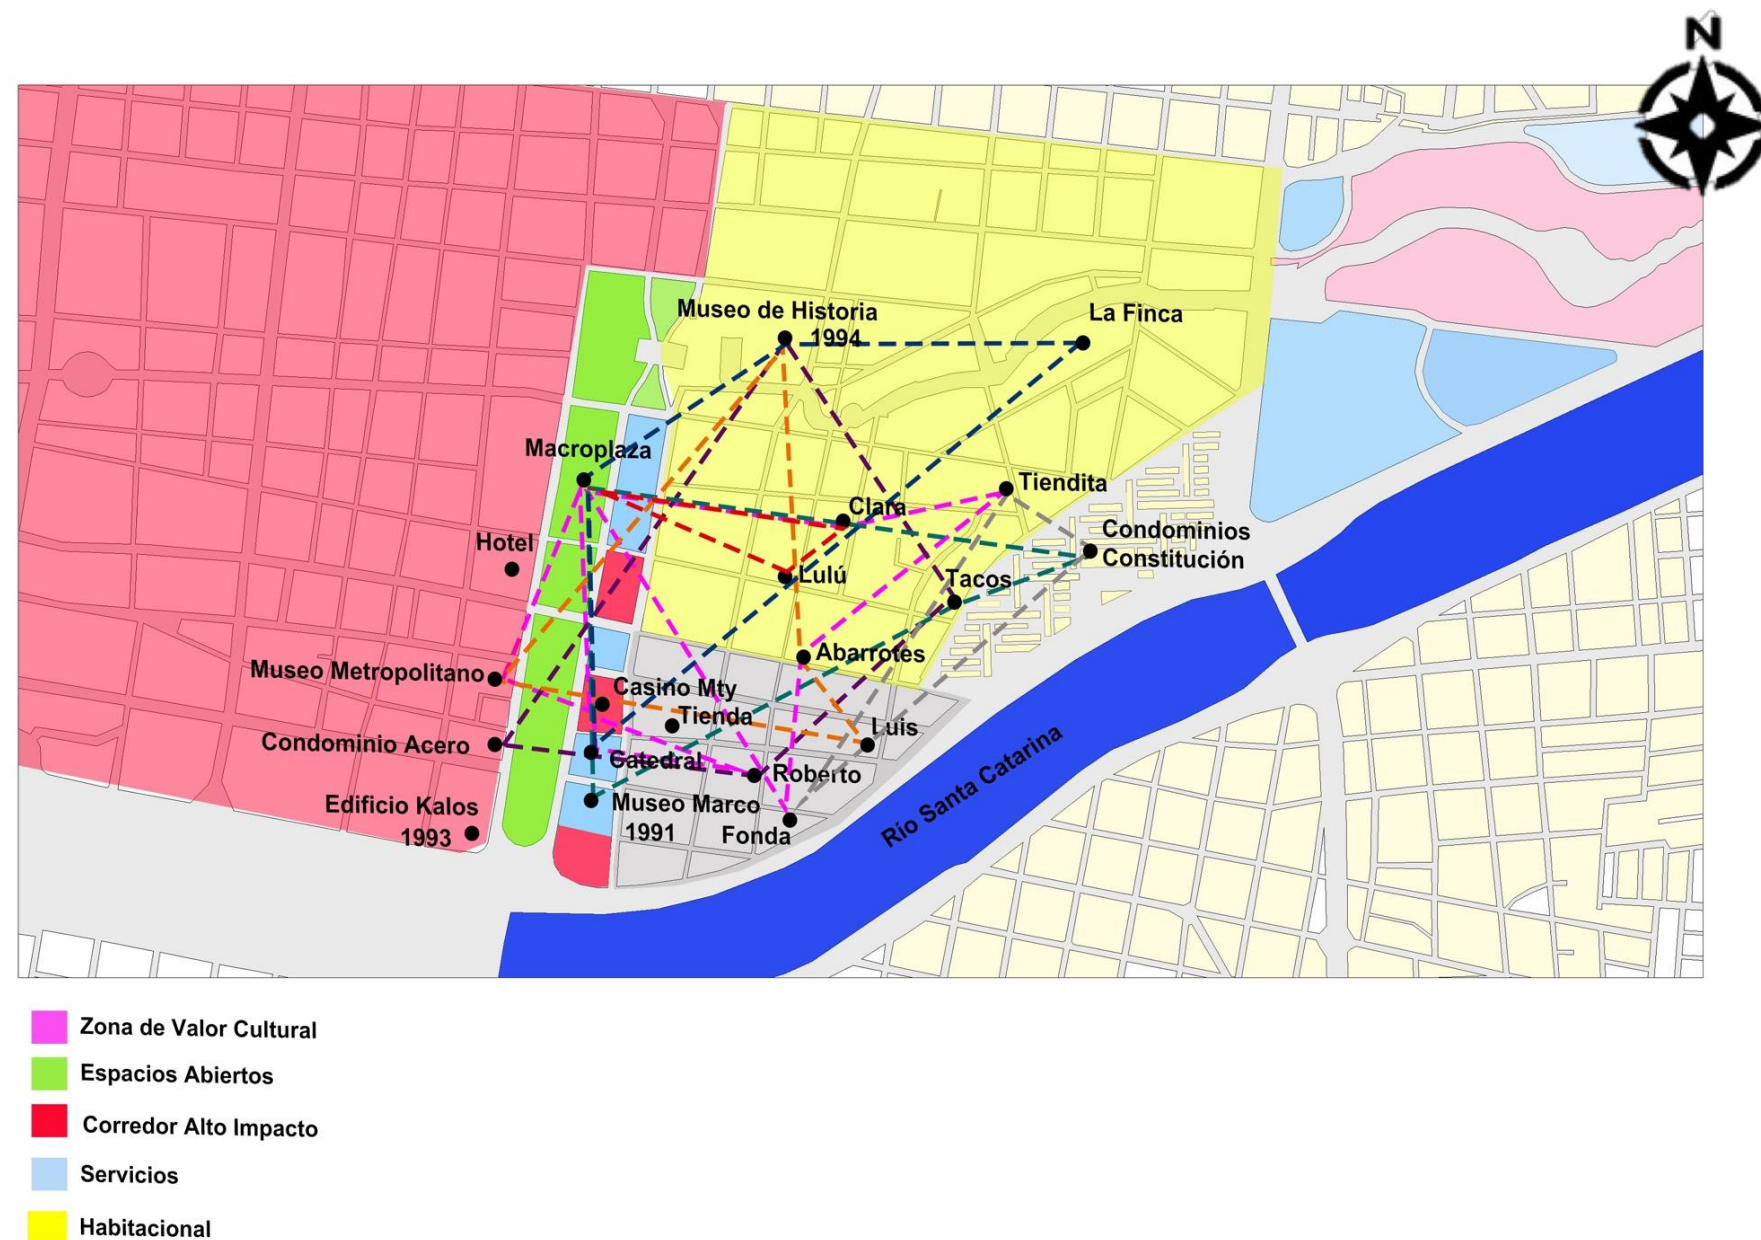 N
Museo de Historia
1994
La Finca
Macroplaza
Clara
Tiendita
Hotel
Condominios
Constitución
Lulú
Tacos
Abarrotes
Museo Metropolitano
Casino Mty
Tienda
Luis
Condominio Acero
Catedral
Roberto
Río Santa Catarina
Edificio Kalos
1993
Museo Marco
1991
Fonda
Zona de Valor Cultural
Espacios Abiertos
Corredor Alto Impacto
Servicios
Habitacional